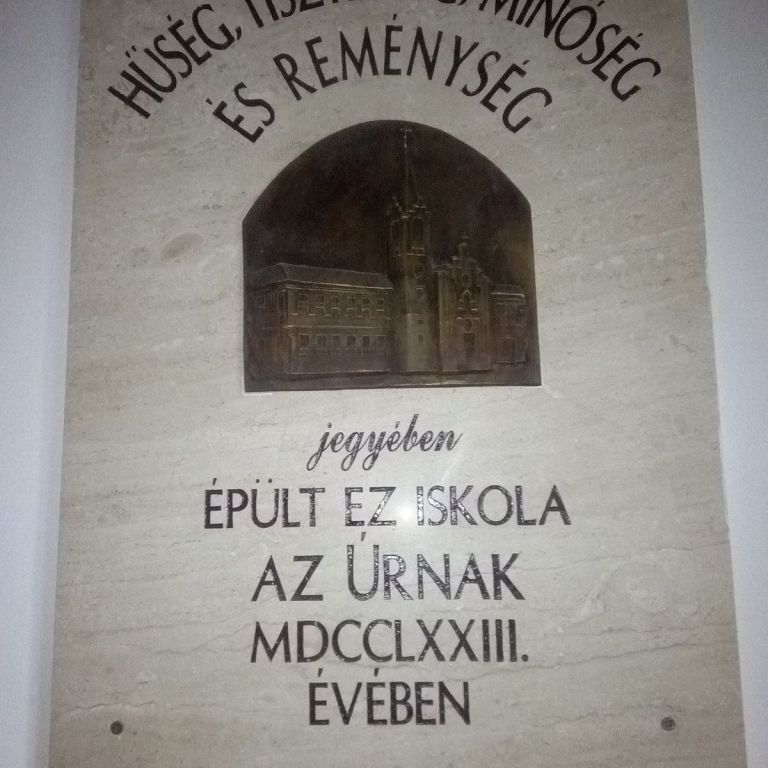 HŰSÉG, MINŐSÉG
ÉS REMÉNYSÉG
jegyében
ÉPÜLT EZ ISKOLA
AZ ÚRNAK
MDCCLXXIII.
ÉVÉBEN